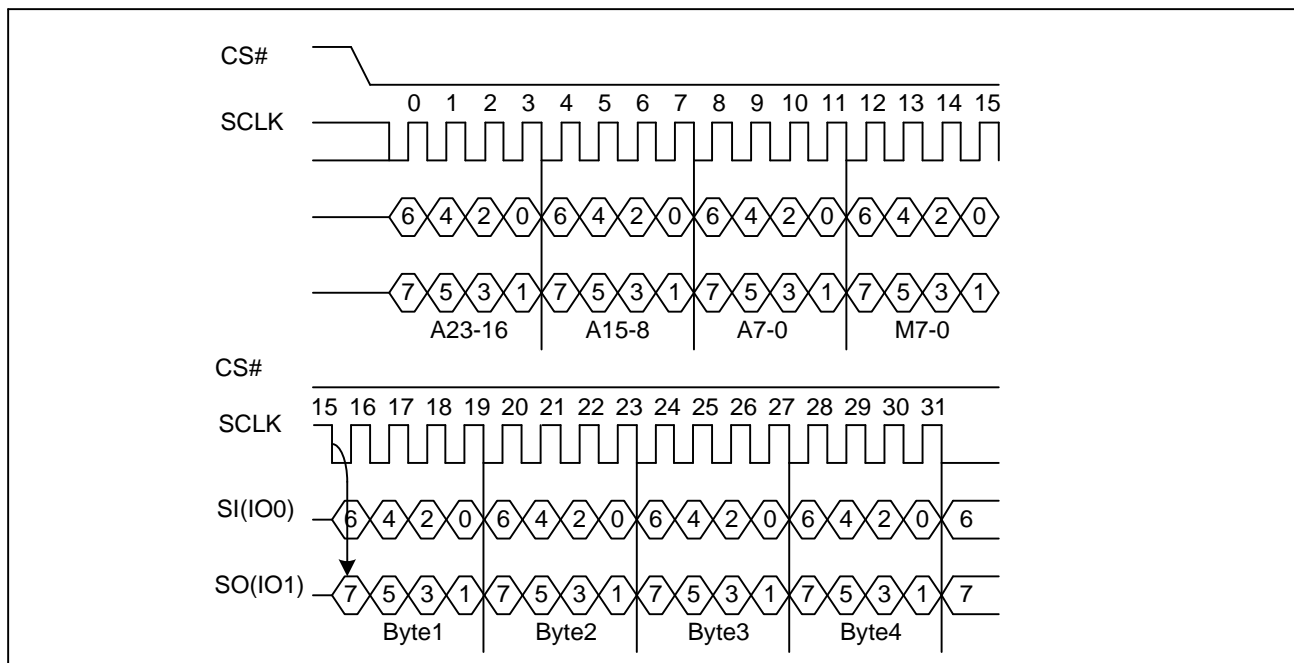 CS#
0 1 2 3 4 5 6 7 8 9 10 11 12 13 14 15
SCLK
6 4 2 0 6 4 2 0 6 4 2 0 6 4 2 0
7 5 3 1 7 5 3 1 7 5 3 1 7 5 3 1
A23-16 A15-8 A7-0 M7-0
CS#
15 16 17 18 19 20 21 22 23 24 25 26 27 28 29 30 31
SCLK
SI(IO0) 6 4 2 0 6 4 2 0 6 4 2 0 6 4 2 0 6
SO(IO1) 7 5 3 1 7 5 3 1 7 5 3 1 7 5 3 1 7
Byte1 Byte2 Byte3 Byte4